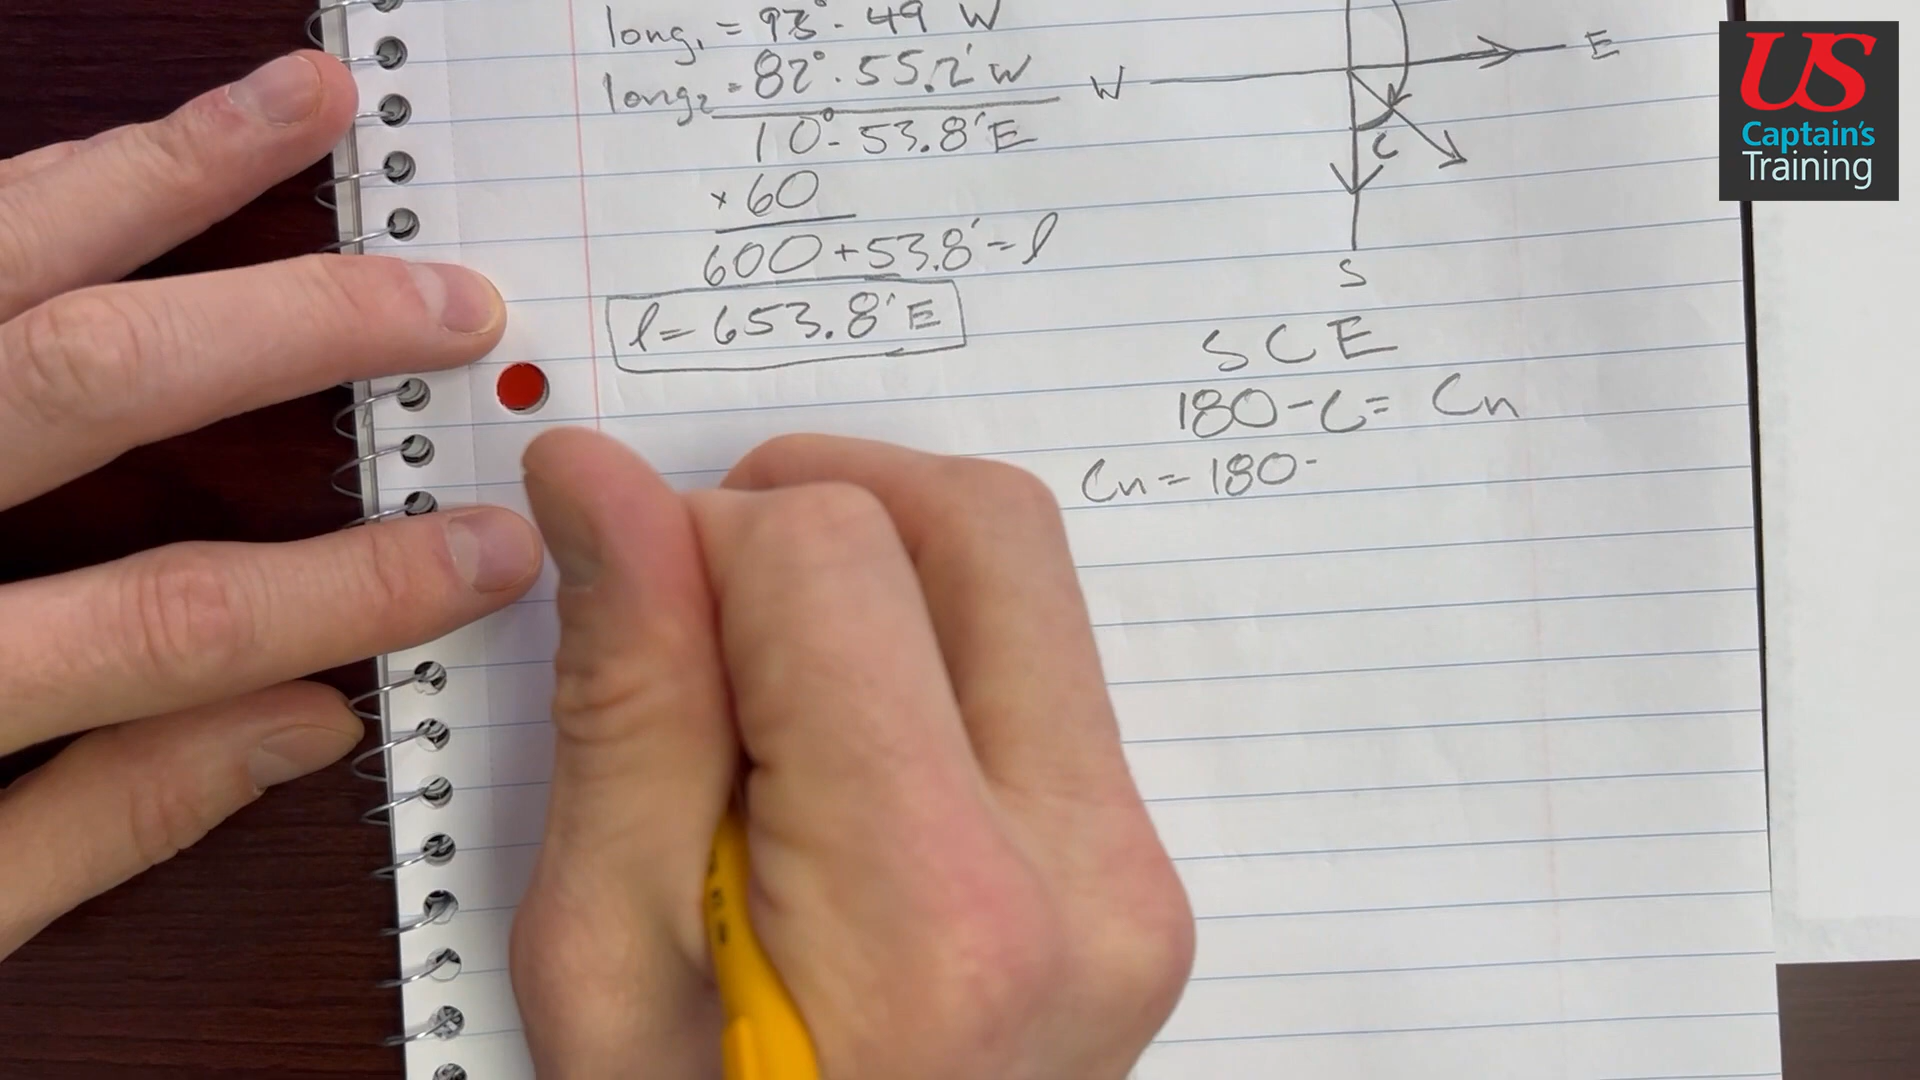 long₁ = 93° - 49 W
long₂ = 82° - 55.2' W
10° - 53.8' E
× 60
600 + 53.8' = l
l = 653.8' E
W
E
C
S
S C E
180 - C = Cn
Cn = 180 -
US
Captain's
Training